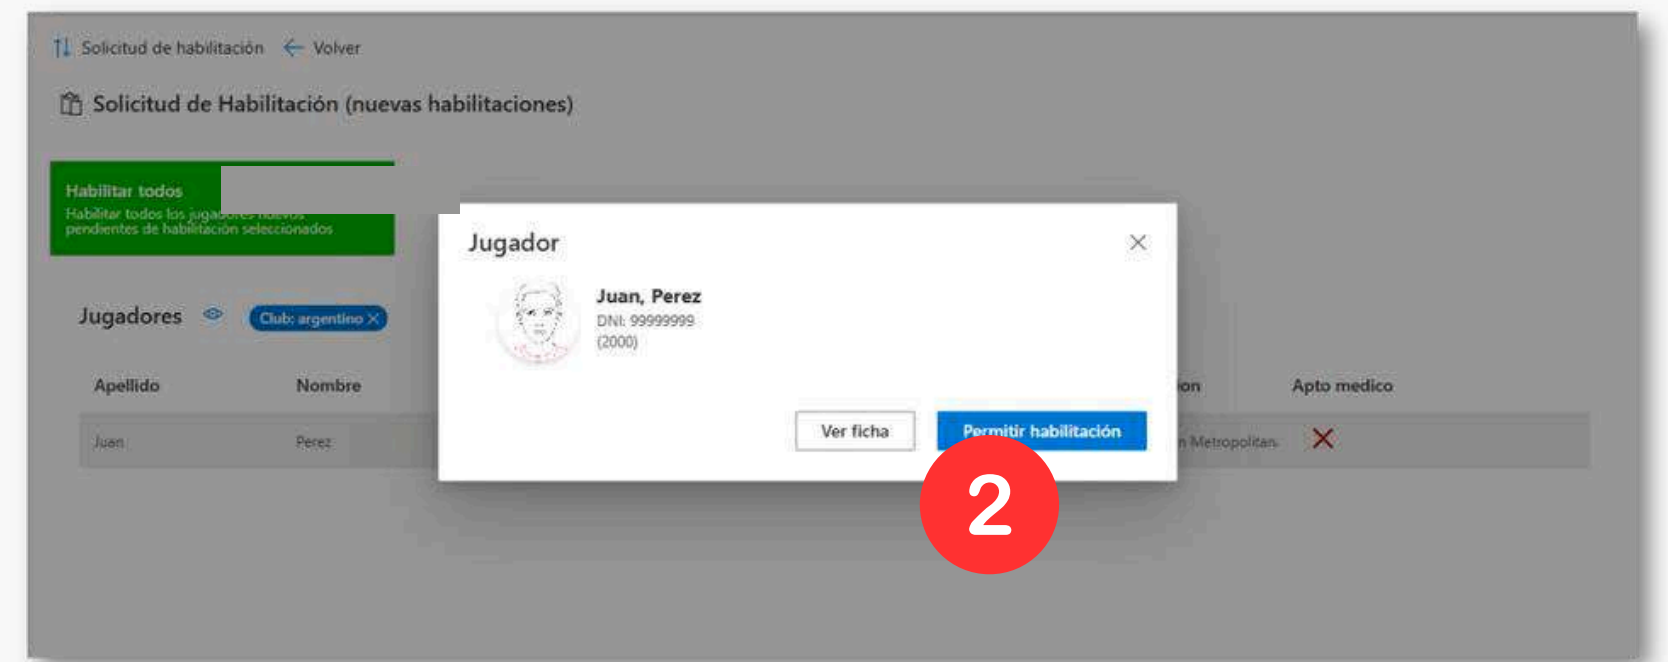 Solicitud de habilitación Volver
Solicitud de Habilitación (nuevas habilitaciones)
Habilitar todos
Habilitar todos los jugadores nuevos
pendientes de habilitación seleccionados
Jugador
Juan, Perez
DNI: 99999999
(2000)
Ver ficha Permitir habilitación
2
Jugadores Club: argentino
Apellido Nombre Apto medico
Juan Perez Metropolitan.